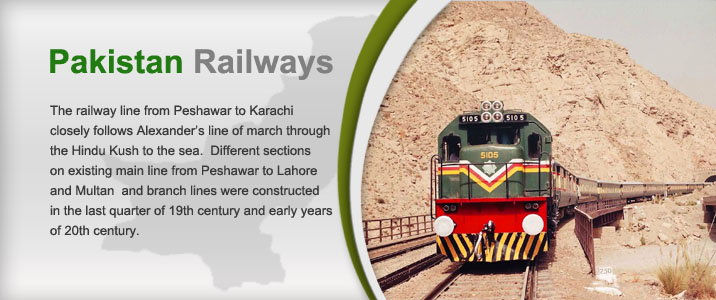 Pakistan Railways
The railway line from Peshawar to Karachi
closely follows Alexander's line of march through
the Hindu Kush to the sea.  Different sections
on existing main line from Peshawar to Lahore
and Multan  and branch lines were constructed
in the last quarter of 19th century and early years
of 20th century.
5105 5105
5105